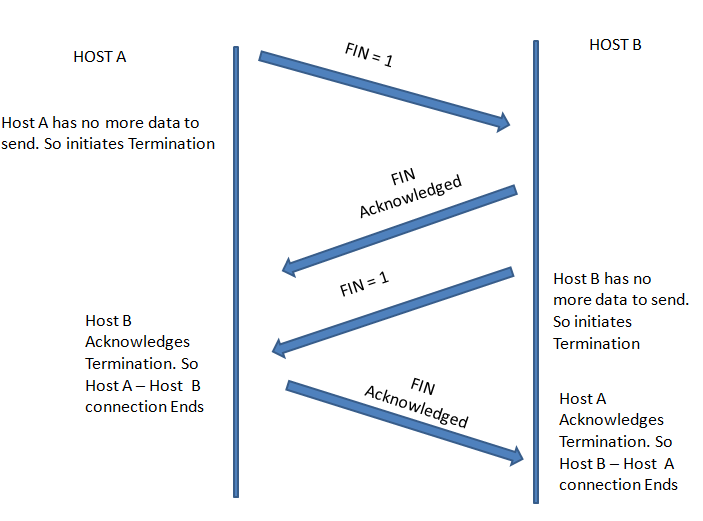 HOST A
HOST B
FIN = 1
Host A has no more data to
send. So initiates Termination
FIN
Acknowledged
FIN = 1
Host B has no
more data to send.
So initiates
Termination
Host B
Acknowledges
Termination. So
Host A – Host  B
connection Ends
FIN
Acknowledged
Host A
Acknowledges
Termination. So
Host B – Host  A
connection Ends